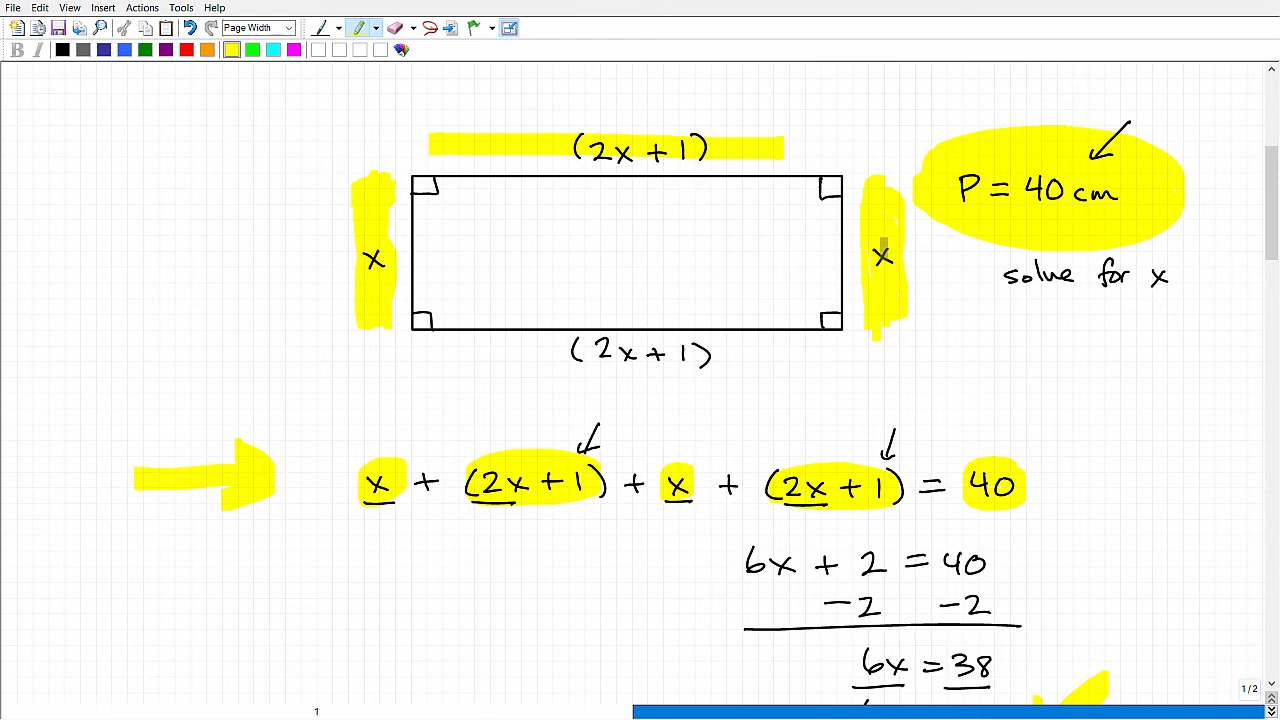 File Edit View Insert Actions Tools Help
Page Width
B I
(2x + 1)
P = 40 cm
x
x
solve for x
(2x + 1)
x + (2x + 1) + x + (2x + 1) = 40
6x + 2 = 40
-2 -2
6x = 38
1/2
1